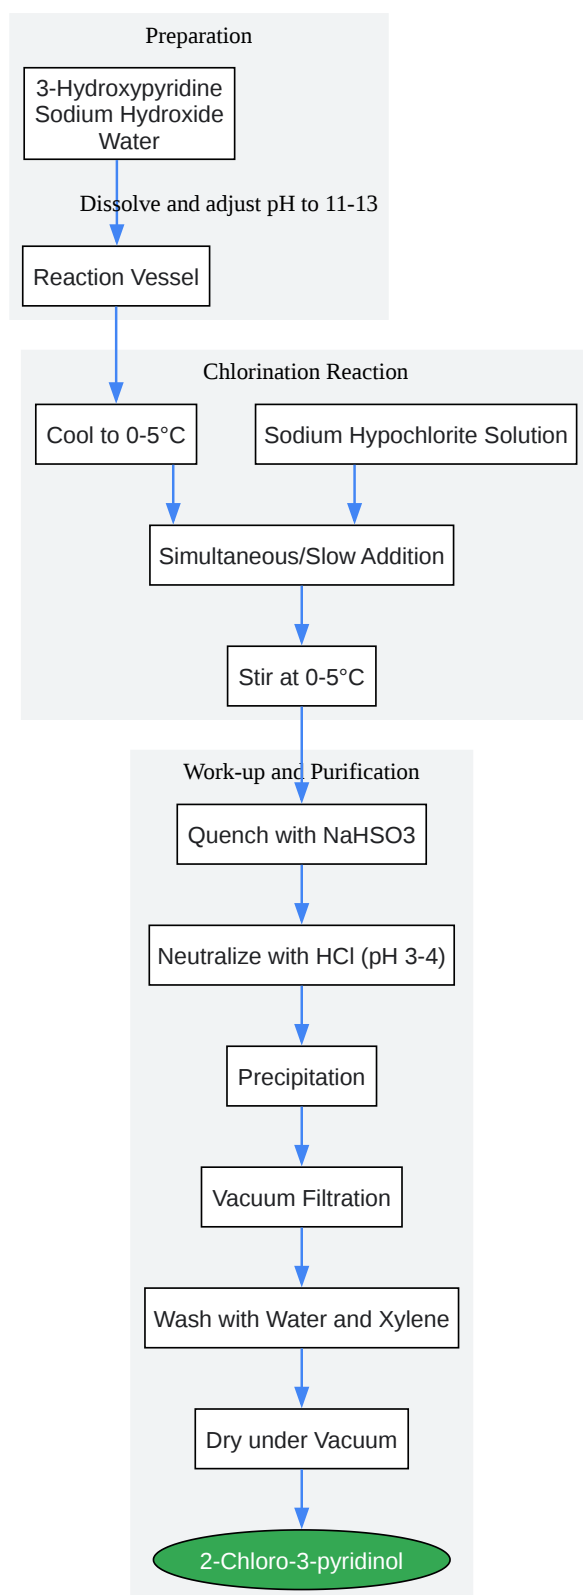 Preparation
3-Hydroxypyridine
Sodium Hydroxide
Water
Dissolve and adjust pH to 11-13
Reaction Vessel
Chlorination Reaction
Cool to 0-5°C
Sodium Hypochlorite Solution
Simultaneous/Slow Addition
Stir at 0-5°C
Work-up and Purification
Quench with NaHSO3
Neutralize with HCl (pH 3-4)
Precipitation
Vacuum Filtration
Wash with Water and Xylene
Dry under Vacuum
2-Chloro-3-pyridinol